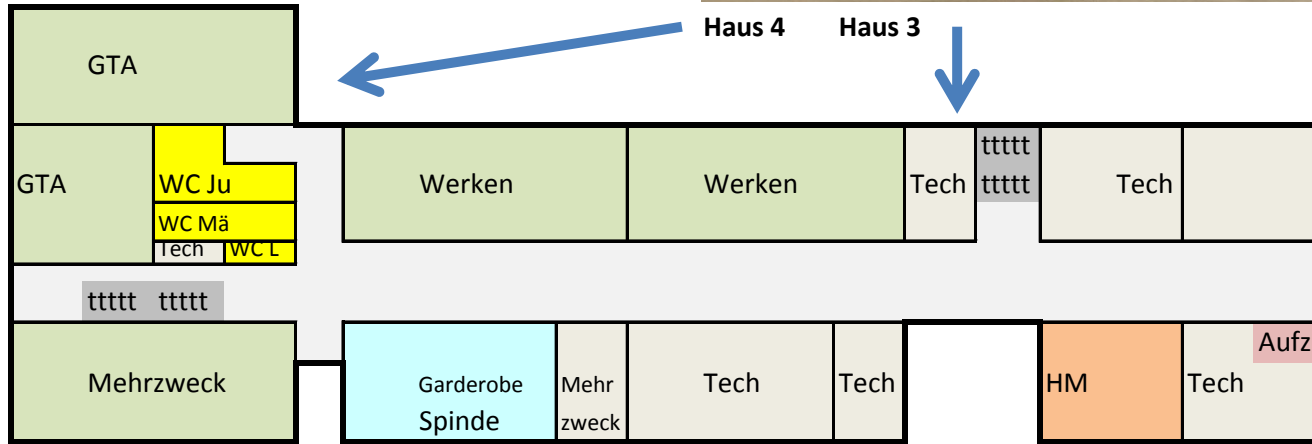 Haus 4 Haus 3
GTA
ttttt
GTA WC Ju Werken Werken Tech ttttt Tech
WC Mä
Tech WC L
ttttt ttttt
Aufz
Mehrzweck Garderobe Mehr Tech Tech HM Tech
Spinde zweck